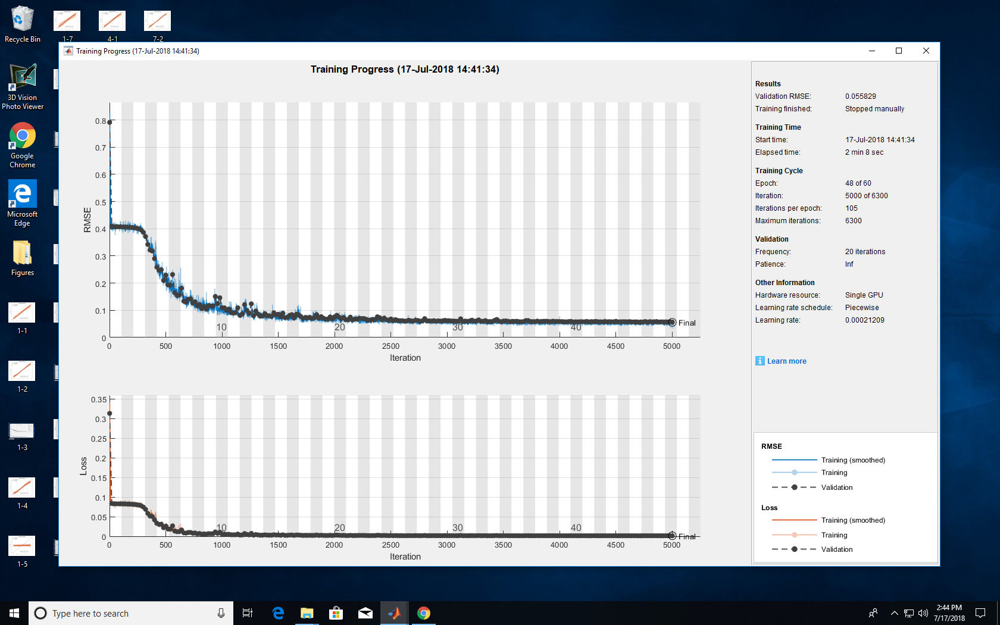 Recycle Bin
1-7
4-1
7-2
3D Vision
Photo Viewer
Google
Chrome
Microsoft
Edge
Figures
1-1
1-2
1-3
1-4
1-5
Training Progress (17-Jul-2018 14:41:34)
Training Progress (17-Jul-2018 14:41:34)
RMSE
0.8
0.7
0.6
0.5
0.4
0.3
0.2
0.1
0
10
20
30
40
Final
0 500 1000 1500 2000 2500 3000 3500 4000 4500 5000
Iteration
Loss
0.35
0.3
0.25
0.2
0.15
0.1
0.05
0
10
20
30
40
Final
0 500 1000 1500 2000 2500 3000 3500 4000 4500 5000
Iteration
Results
Validation RMSE: 0.055829
Training finished: Stopped manually
Training Time
Start time: 17-Jul-2018 14:41:34
Elapsed time: 2 min 8 sec
Training Cycle
Epoch: 48 of 60
Iteration: 5000 of 6300
Iterations per epoch: 105
Maximum iterations: 6300
Validation
Frequency: 20 iterations
Patience: Inf
Other Information
Hardware resource: Single GPU
Learning rate schedule: Piecewise
Learning rate: 0.00021209
Learn more
RMSE
Training (smoothed)
Training
Validation
Loss
Training (smoothed)
Training
Validation
Type here to search
2:44 PM
7/17/2018